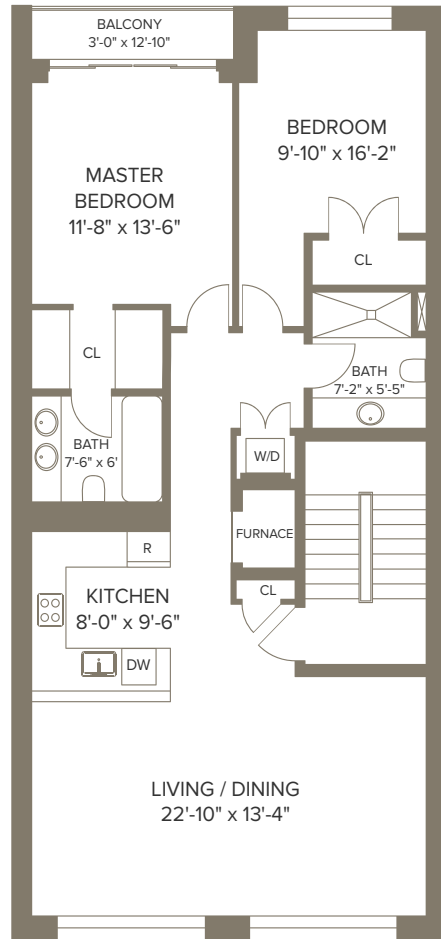 BALCONY
3'-0" x 12'-10"
BEDROOM
9'-10" x 16'-2"
MASTER
BEDROOM
11'-8" x 13'-6"
CL
CL
BATH
7'-2" x 5'-5"
BATH
7'-6" x 6'
W/D
FURNACE
R
CL
KITCHEN
8'-0" x 9'-6"
DW
LIVING / DINING
22'-10" x 13'-4"